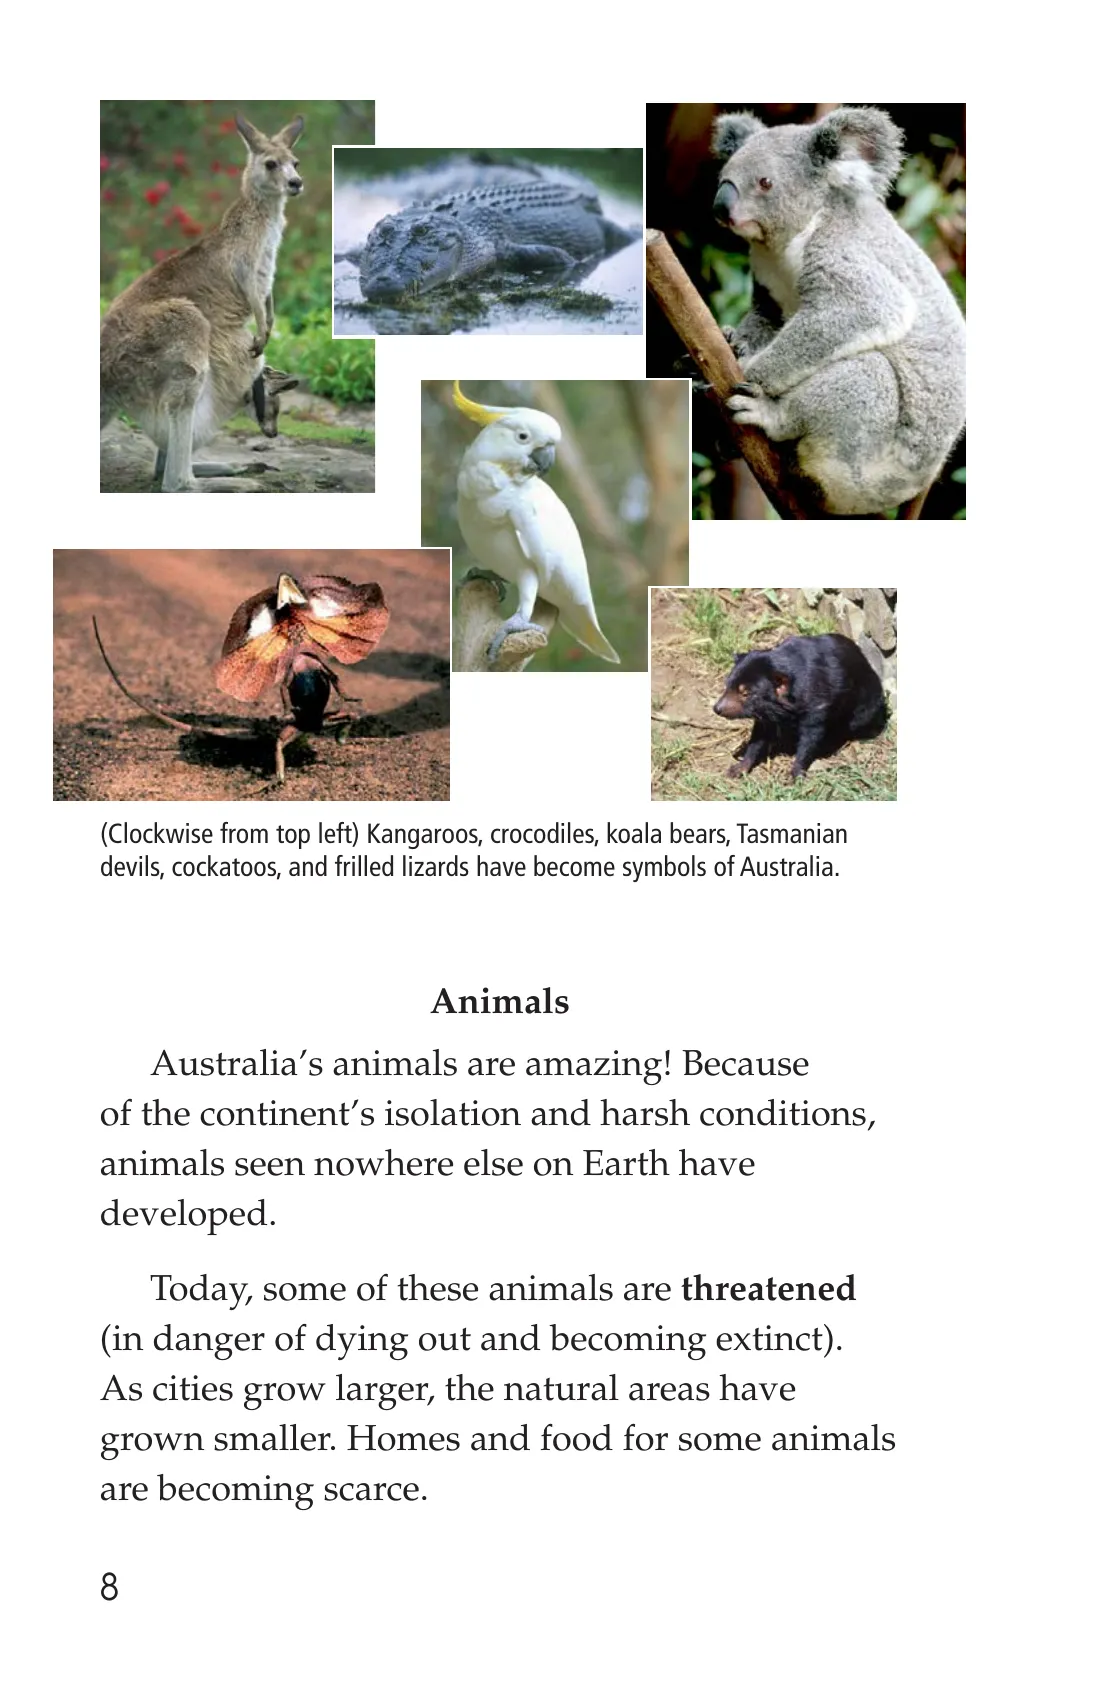 (Clockwise from top left) Kangaroos, crocodiles, koala bears, Tasmanian
devils, cockatoos, and frilled lizards have become symbols of Australia.
Animals
Australia’s animals are amazing! Because
of the continent’s isolation and harsh conditions,
animals seen nowhere else on Earth have
developed.
Today, some of these animals are threatened
(in danger of dying out and becoming extinct).
As cities grow larger, the natural areas have
grown smaller. Homes and food for some animals
are becoming scarce.
8